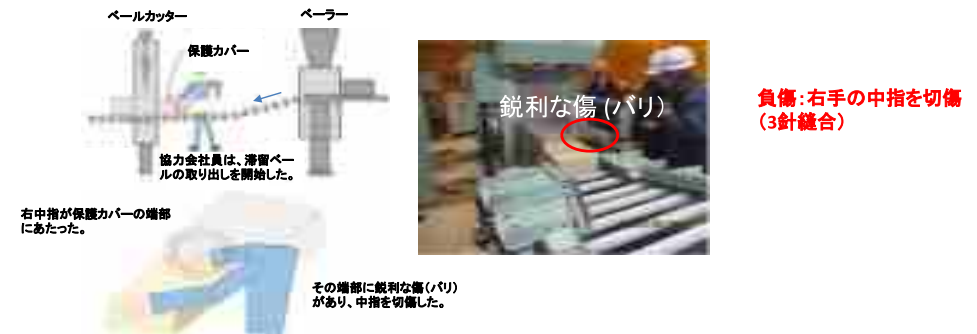 ベールカッター
ベーラー
保護カバー
協力会社員は、滞留ベー
ルの取り出しを開始した。
鋭利な傷 (バリ)
負傷：右手の中指を切傷
（3針縫合）
右中指が保護カバーの端部
にあたった。
その端部に鋭利な傷（バリ）
があり、中指を切傷した。